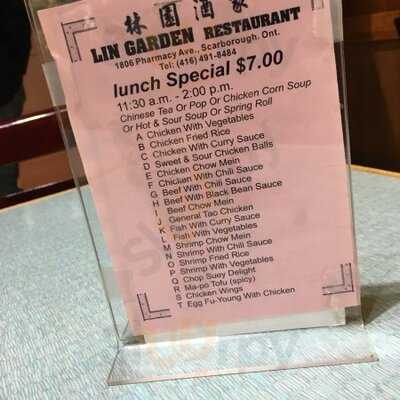 林園酒家
LIN GARDEN RESTAURANT
1806 Pharmacy Ave., Scarborough, Ont.
Tel: (416) 491-8484
lunch Special $7.00
11:30 a.m. - 2:00 p.m.
Chinese Tea Or Pop Or Chicken Corn Soup
Or Hot & Sour Soup Or Spring Roll
A Chicken With Vegetables
B Chicken Fried Rice
C Chicken With Curry Sauce
D Sweet & Sour Chicken Balls
E Chicken Chow Mein
F Chicken With Chili Sauce
G Beef With Chili Sauce
H Beef With Black Bean Sauce
I Beef Chow Mein
J General Tao Chicken
K Fish With Curry Sauce
L Fish With Vegetables
M Shrimp Chow Mein
N Shrimp With Chili Sauce
O Shrimp Fried Rice
P Shrimp With Vegetables
Q Chop Suey Delight
R Ma-po Tofu (spicy)
S Chicken Wings
T Egg Fu-Young With Chicken